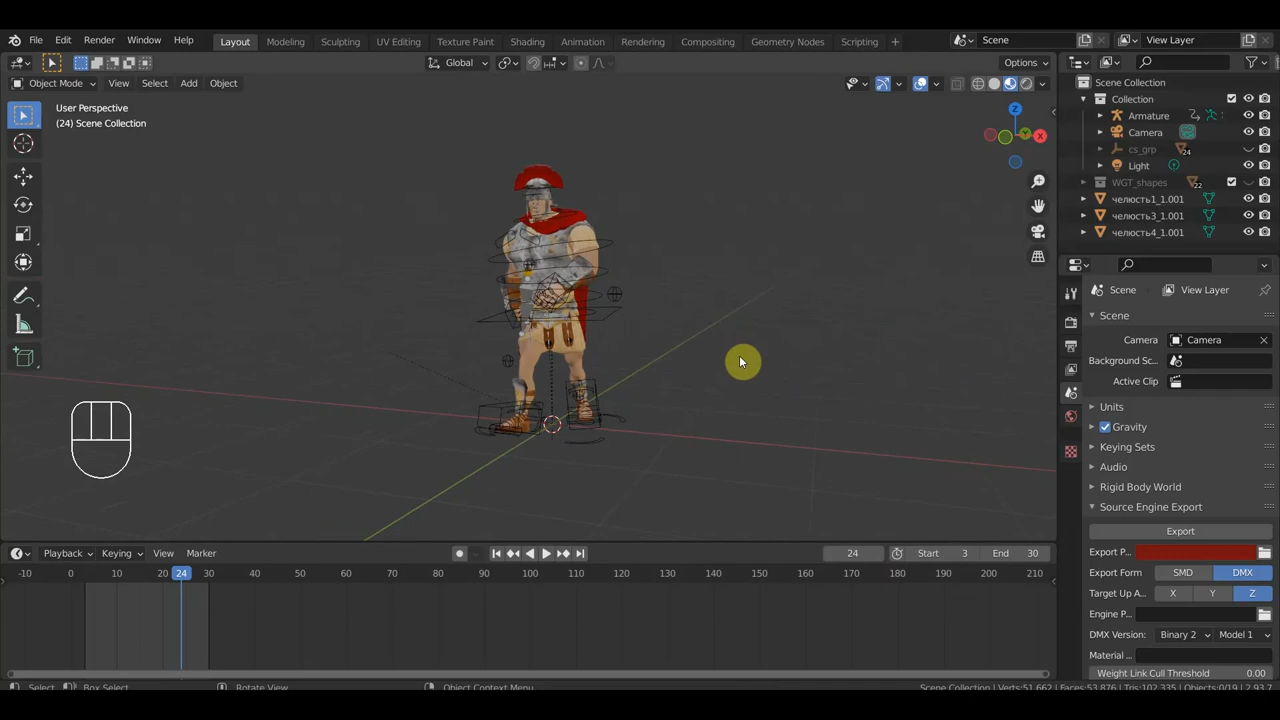 File Edit Render Window Help
Layout Modeling Sculpting UV Editing Texture Paint Shading Animation Rendering Compositing Geometry Nodes Scripting
Scene
View Layer
Global
Options
Object Mode View Select Add Object
User Perspective
(24) Scene Collection
Z
Y
X
Scene Collection
Collection
Armature
Camera
cs_grp
24
Light
WGT_shapes
22
челюсть1_1.001
челюсть3_1.001
челюсть4_1.001
Scene View Layer
Scene
Camera Camera
Background Sc...
Active Clip
Units
Gravity
Keying Sets
Audio
Rigid Body World
Source Engine Export
Export
Export P...
Export Form SMD DMX
Target Up A... X Y Z
Engine P...
DMX Version: Binary 2 Model 1
Material ...
Weight Link Cull Threshold 0.00
Playback Keying View Marker
24 Start 3 End 30
-10 0 10 20 24 30 40 50 60 70 80 90 100 110 120 130 140 150 160 170 180 190 200 210
Select Box Select Rotate View Object Context Menu
Scene Collection | Verts:51,662 | Faces:53,876 | Tris:102,335 | Objects:0/19 | 2.93.7